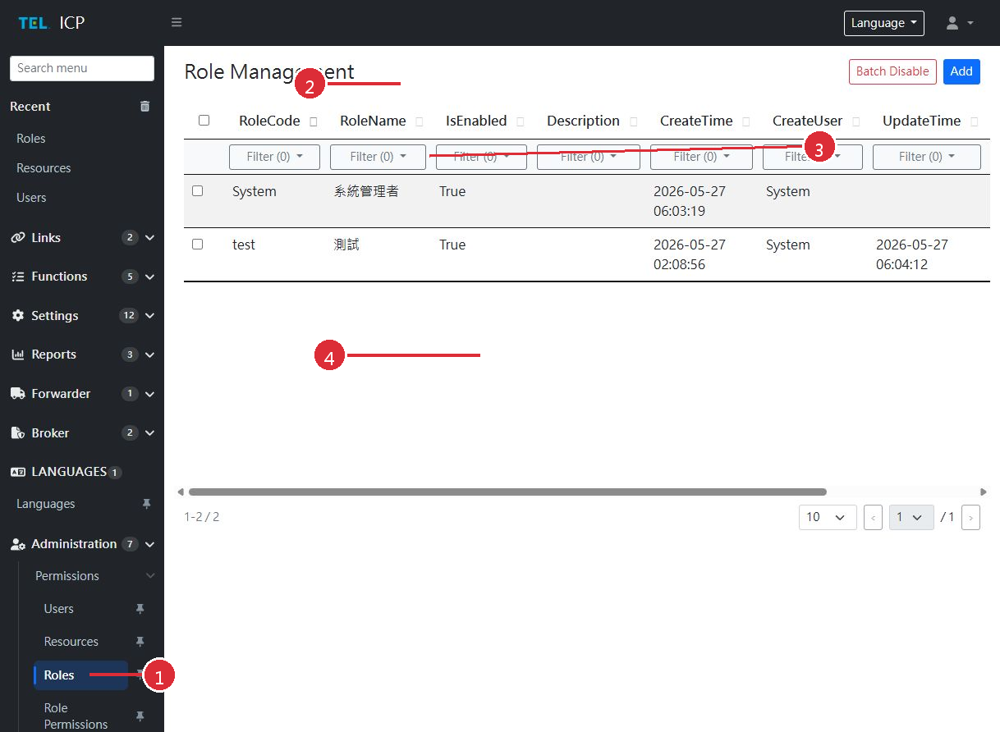 TEL ICP
Language
Search menu
Role Management
Batch Disable
Add
2
Recent
Roles
Resources
Users
RoleCode RoleName IsEnabled Description CreateTime CreateUser UpdateTime
Filter (0) Filter (0) Filter (0) Filter (0) Filter (0) Filter (0)
3
System 系統管理者 True 2026-05-27 06:03:19 System
test 測試 True 2026-05-27 02:08:56 System 2026-05-27 06:04:12
Links 2
Functions 5
Settings 12
Reports 3
4
Forwarder 1
Broker 2
LANGUAGES 1
Languages
1-2 / 2
10
<
1
/ 1
>
Administration 7
Permissions
Users
Resources
Roles
1
Role
Permissions